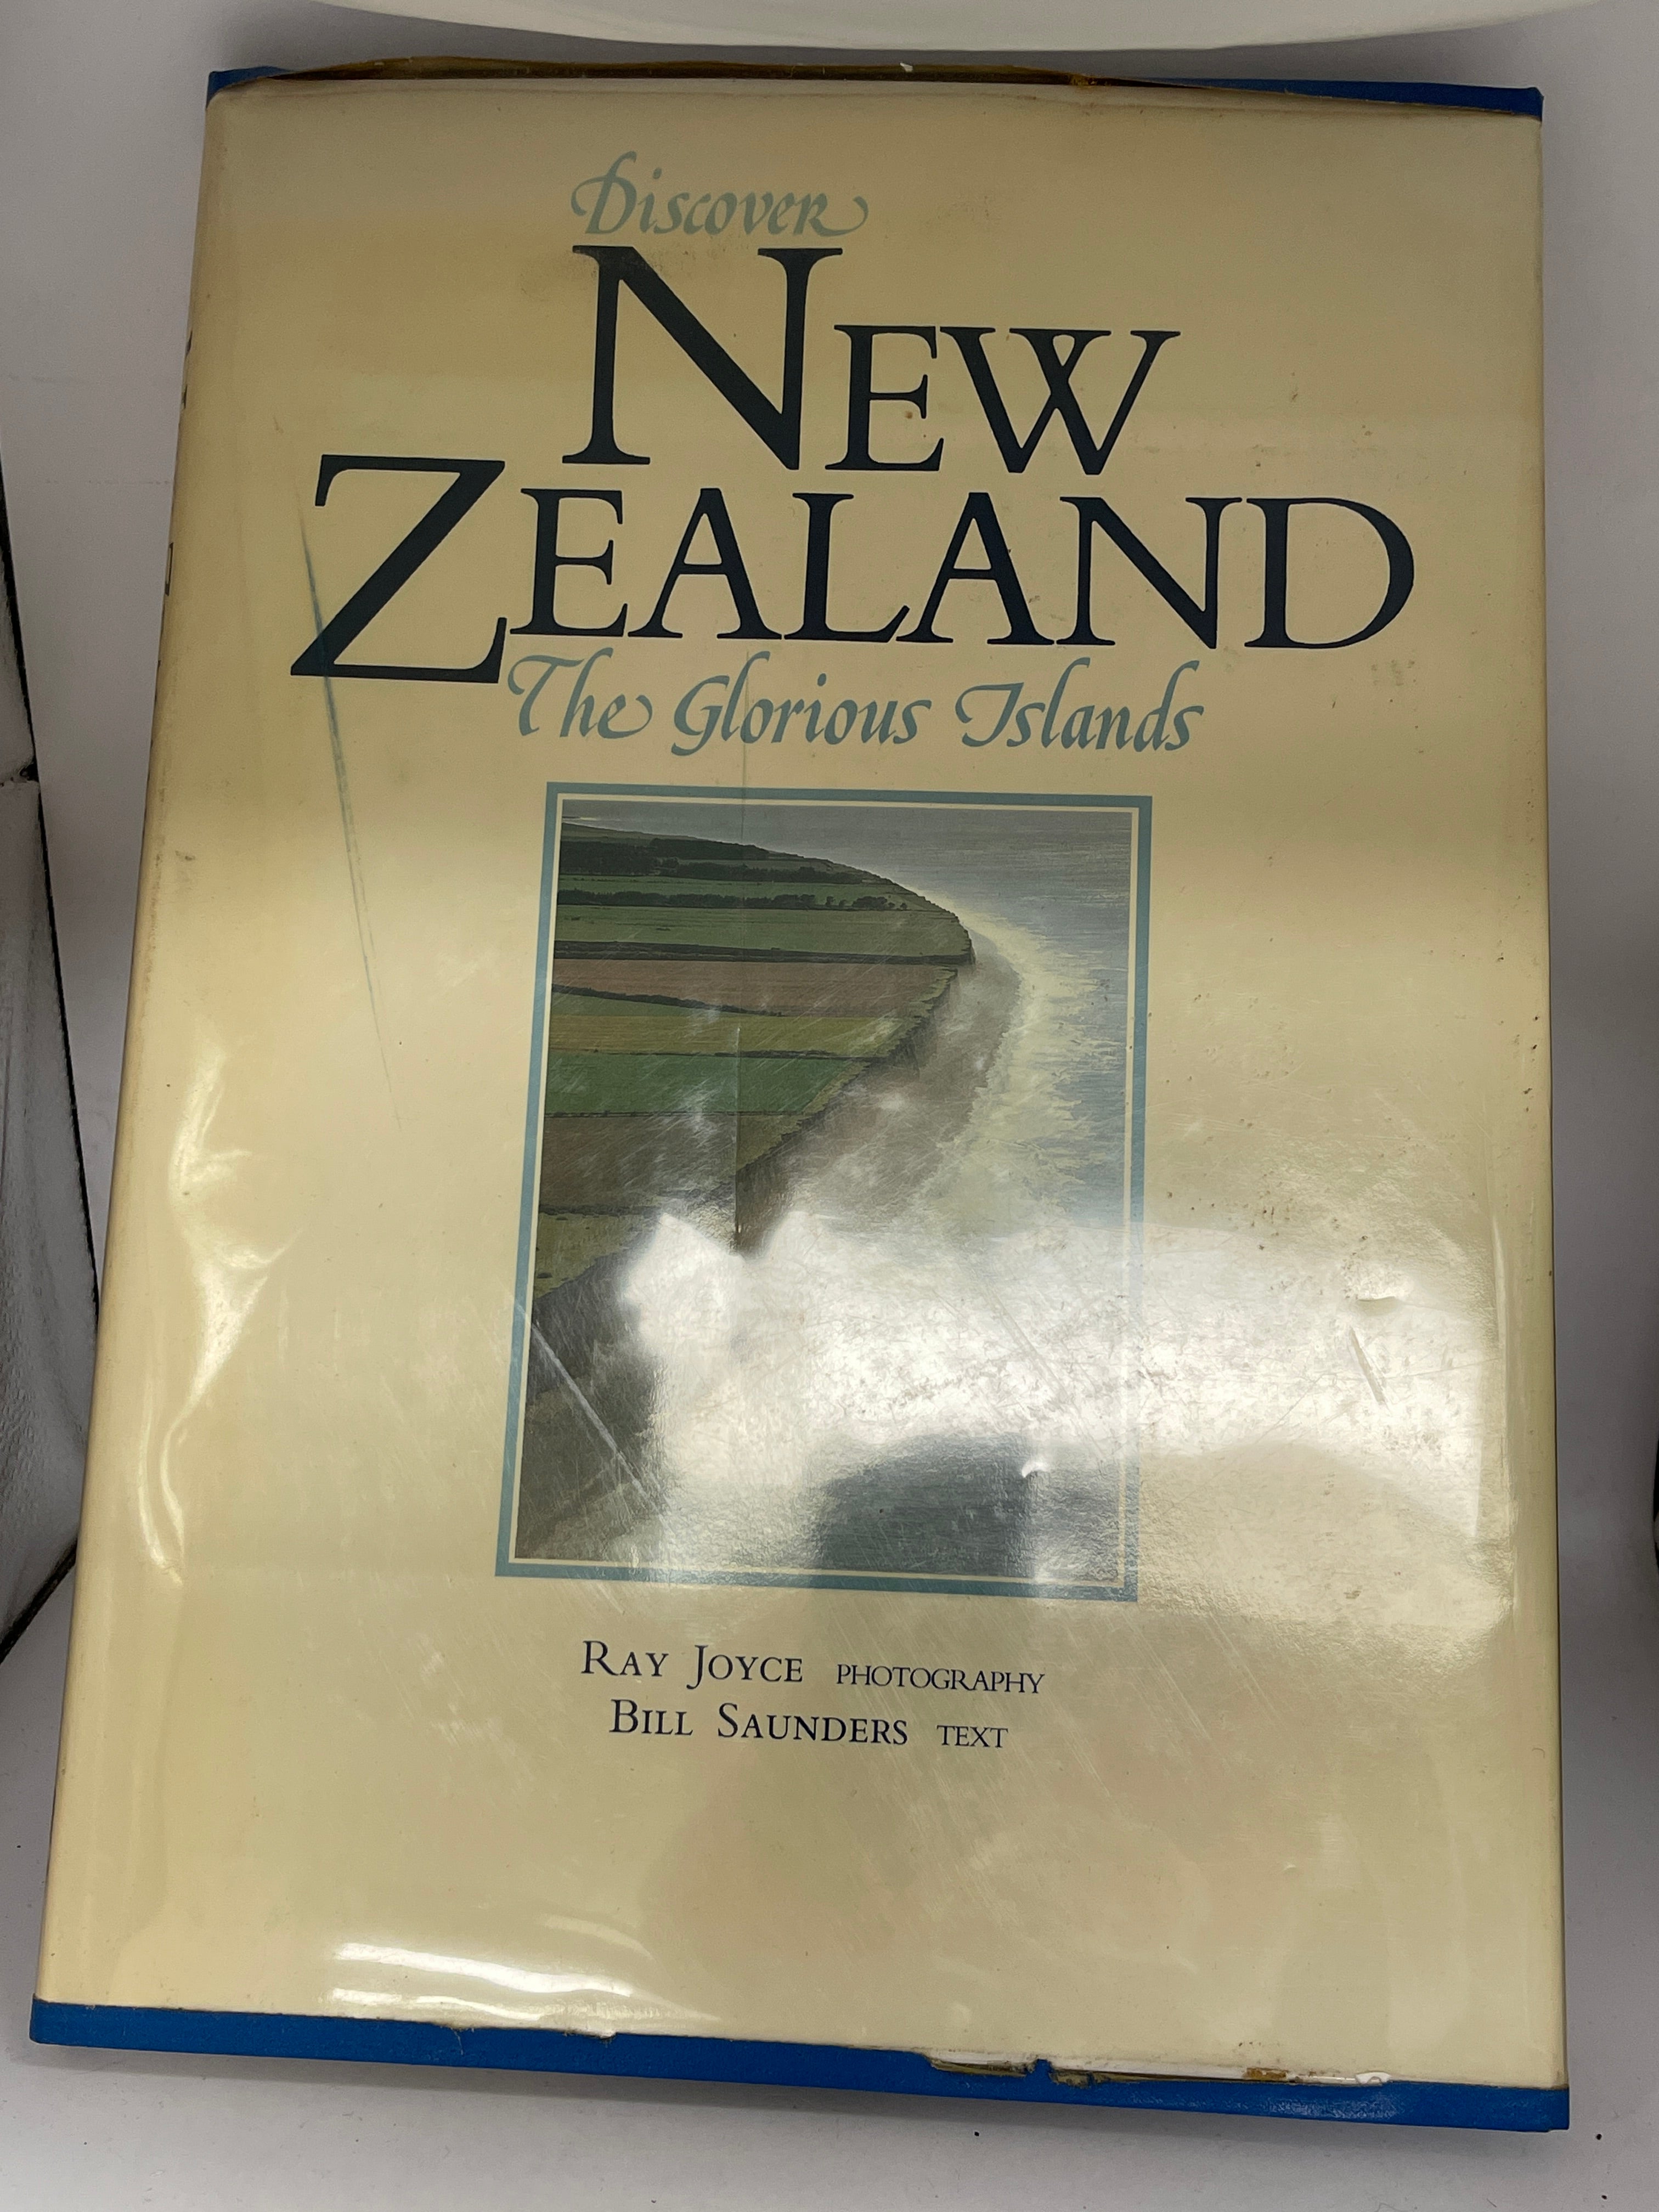 Discover
NEW
ZEALAND
The Glorious Islands
RAY JOYCE PHOTOGRAPHY
BILL SAUNDERS TEXT